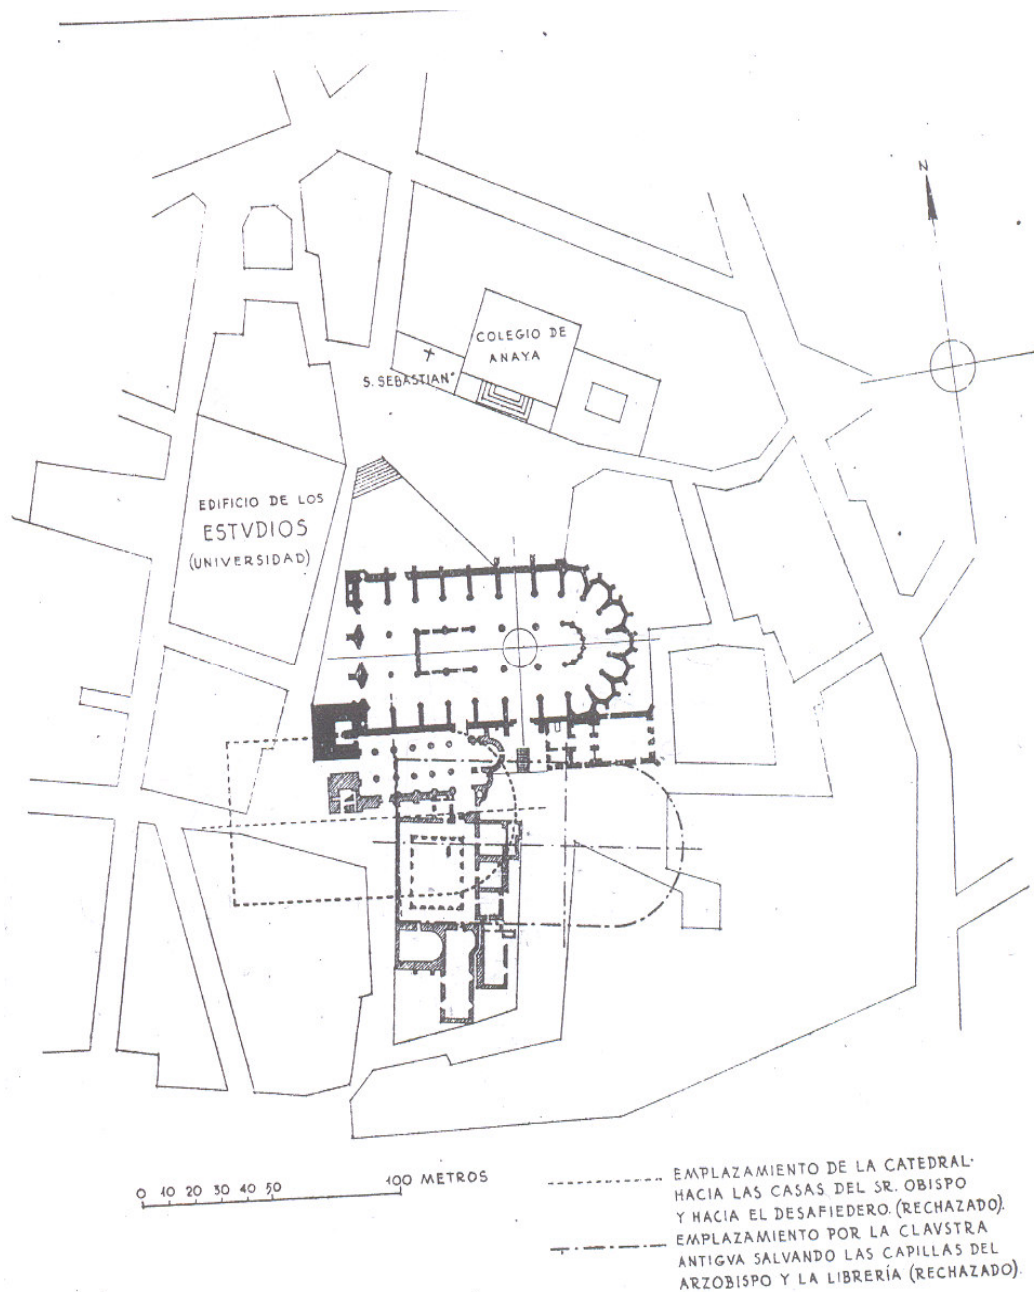 N
COLEGIO DE
ANAYA
S. SEBASTIAN
EDIFICIO DE LOS
ESTVDIOS
(UNIVERSIDAD)
0 10 20 30 40 50 100 METROS
EMPLAZAMIENTO DE LA CATEDRAL·
HACIA LAS CASAS DEL SR. OBISPO
Y HACIA EL DESAFIEDERO. (RECHAZADO).
EMPLAZAMIENTO POR LA CLAVSTRA
ANTIGVA SALVANDO LAS CAPILLAS DEL
ARZOBISPO Y LA LIBRERÍA (RECHAZADO).